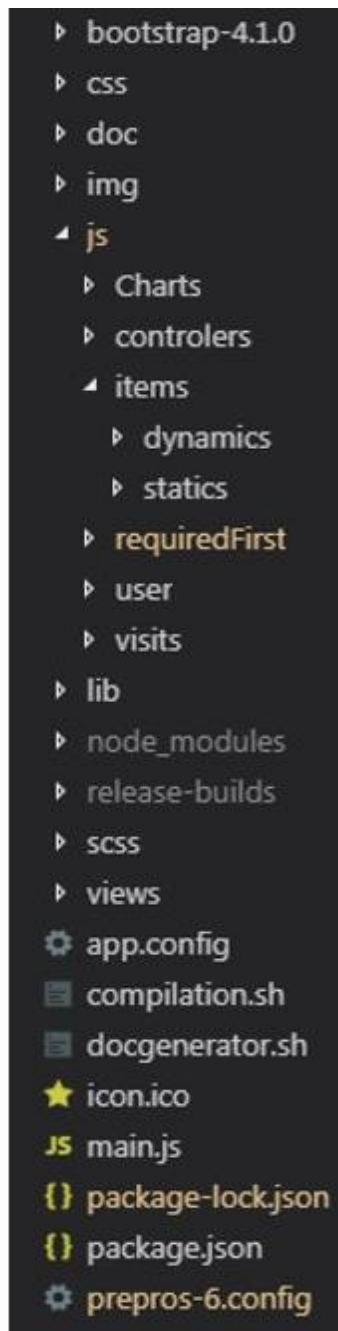 bootstrap-4.1.0
css
doc
img
js
Charts
controlers
items
dynamics
statics
requiredFirst
user
visits
lib
node_modules
release-builds
scss
views
app.config
compilation.sh
docgenerator.sh
icon.ico
JS main.js
{} package-lock.json
{} package.json
prepros-6.config